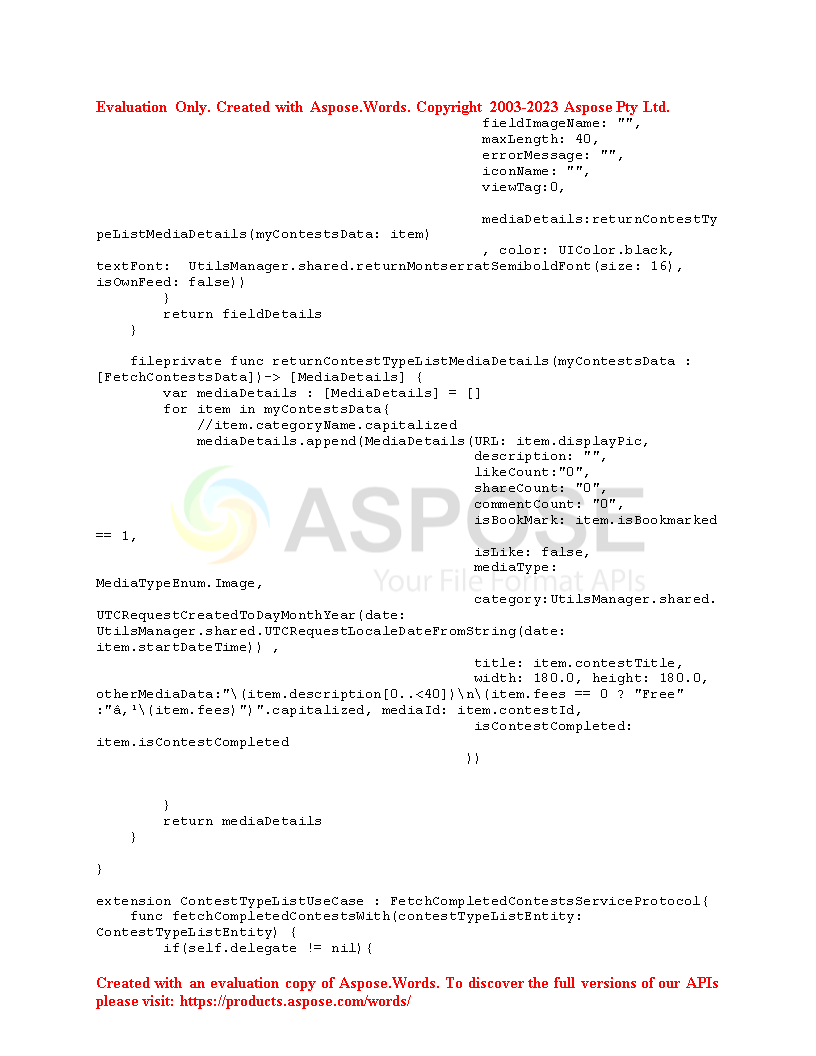 Evaluation Only. Created with Aspose.Words. Copyright 2003-2023 Aspose Pty Ltd.
fieldImageName: "",
maxLength: 40,
errorMessage: "",
iconName: "",
viewTag:0,
mediaDetails:returnContestTy
peListMediaDetails(myContestsData: item)
, color: UIColor.black,
textFont: UtilsManager.shared.returnMontserratSemiboldFont(size: 16),
isOwnFeed: false))
}
return fieldDetails
}
fileprivate func returnContestTypeListMediaDetails(myContestsData :
[FetchContestsData])-> [MediaDetails] {
var mediaDetails : [MediaDetails] = []
for item in myContestsData{
//item.categoryName.capitalized
mediaDetails.append(MediaDetails(URL: item.displayPic,
description: "",
likeCount:"0",
shareCount: "0",
commentCount: "0",
isBookMark: item.isBookmarked
== 1,
isLike: false,
mediaType:
MediaTypeEnum.Image,
category:UtilsManager.shared.
UTCRequestCreatedToDayMonthYear(date:
UtilsManager.shared.UTCRequestLocaleDateFromString(date:
item.startDateTime)) ,
title: item.contestTitle,
width: 180.0, height: 180.0,
otherMediaData:"\(item.description[0..<40])\n\(item.fees == 0 ? "Free"
:"â‚¹\(item.fees)")".capitalized, mediaId: item.contestId,
isContestCompleted:
item.isContestCompleted
))
}
return mediaDetails
}
}
extension ContestTypeListUseCase : FetchCompletedContestsServiceProtocol{
func fetchCompletedContestsWith(contestTypeListEntity:
ContestTypeListEntity) {
if(self.delegate != nil){
ASPOSE
Your File Format APIs
Created with an evaluation copy of Aspose.Words. To discover the full versions of our APIs
please visit: https://products.aspose.com/words/